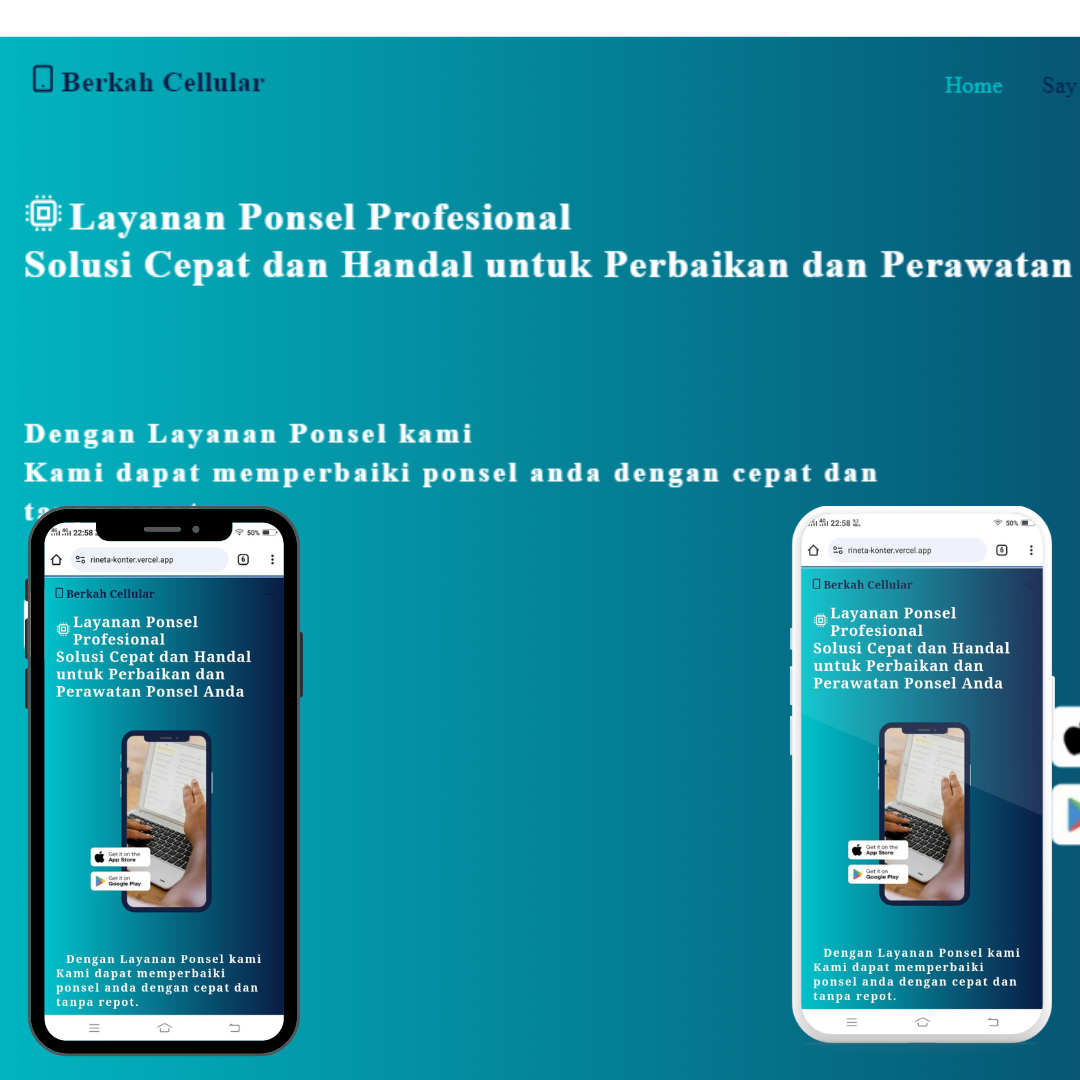 Berkah Cellular
Home Say
Layanan Ponsel Profesional
Solusi Cepat dan Handal untuk Perbaikan dan Perawatan
Dengan Layanan Ponsel kami
Kami dapat memperbaiki ponsel anda dengan cepat dan
22:58
50%
rineta-konter.vercel.app
6
Berkah Cellular
Layanan Ponsel
Profesional
Solusi Cepat dan Handal
untuk Perbaikan dan
Perawatan Ponsel Anda
Get it on the
App Store
Get it on
Google Play
Dengan Layanan Ponsel kami
Kami dapat memperbaiki
ponsel anda dengan cepat dan
tanpa repot.
22:58
50%
rineta-konter.vercel.app
6
Berkah Cellular
Layanan Ponsel
Profesional
Solusi Cepat dan Handal
untuk Perbaikan dan
Perawatan Ponsel Anda
Get it on the
App Store
Get it on
Google Play
Dengan Layanan Ponsel kami
Kami dapat memperbaiki
ponsel anda dengan cepat dan
tanpa repot.